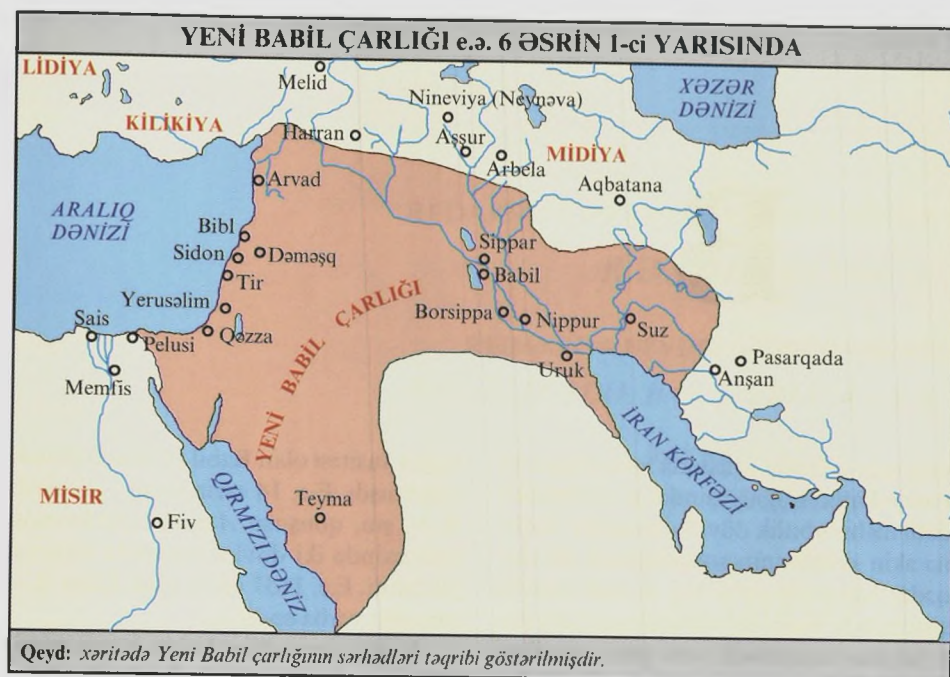 YENİ BABİL ÇARLIĞI e.ə. 6 ƏSRİN 1-ci YARISINDA
LİDİYA
Melid
XƏZƏR
DƏNİZİ
Nineviya (Neynəva)
KİLİKİYA
Harran
Aşşur
Arbela
MİDİYA
Arvad
Aqbatana
ARALIQ
DƏNİZİ
Bibl
Sidon
Dəməşq
Tir
Sippar
Babil
Yerusəlim
Borsippa
Nippur
Suz
Sais
Pelusi
Qəzza
YENİ BABİL ÇARLIĞI
Uruk
Pasarqada
Anşan
Memfis
İRAN KÖRFƏZİ
MİSİR
Fiv
QIRMIZI DƏNİZ
Teyma
Qeyd: xəritədə Yeni Babil çarlığının sərhədləri təqribi göstərilmişdir.